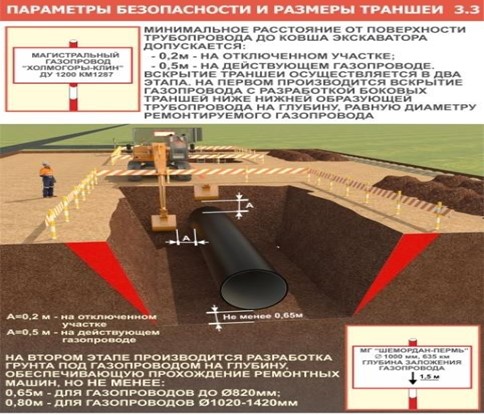 ПАРАМЕТРЫ БЕЗОПАСНОСТИ И РАЗМЕРЫ ТРАНШЕИ 3.3
МАГИСТРАЛЬНЫЙ
ГАЗОПРОВОД
"ХОЛМОГОРЫ-КЛИН"
ДУ 1200 КМ1287
МИНИМАЛЬНОЕ РАССТОЯНИЕ ОТ ПОВЕРХНОСТИ
ТРУБОПРОВОДА ДО КОВША ЭКСКАВАТОРА
ДОПУСКАЕТСЯ:
- 0,2м - НА ОТКЛЮЧЕННОМ УЧАСТКЕ;
- 0,5м - НА ДЕЙСТВУЮЩЕМ ГАЗОПРОВОДЕ.
ВСКРЫТИЕ ТРАНШЕИ ОСУЩЕСТВЛЯЕТСЯ В ДВА
ЭТАПА. НА ПЕРВОМ ПРОИЗВОДИТСЯ ВСКРЫТИЕ
ГАЗОПРОВОДА С РАЗРАБОТКОЙ БОКОВЫХ
ТРАНШЕЙ НИЖЕ НИЖНЕЙ ОБРАЗУЮЩЕЙ
ТРУБОПРОВОДА НА ГЛУБИНУ, РАВНУЮ ДИАМЕТРУ
РЕМОНТИРУЕМОГО ГАЗОПРОВОДА
А
А
Не менее 0,65м
А=0,2 м - на отключенном
участке
А=0,5 м - на действующем
газопроводе
МГ "ШЕМОРДАН-ПЕРМЬ"
∅ 1000 мм, 635 км
ГЛУБИНА ЗАЛОЖЕНИЯ
ГАЗОПРОВОДА
1,5 м
НА ВТОРОМ ЭТАПЕ ПРОИЗВОДИТСЯ РАЗРАБОТКА
ГРУНТА ПОД ГАЗОПРОВОДОМ НА ГЛУБИНУ,
ОБЕСПЕЧИВАЮЩУЮ ПРОХОЖДЕНИЕ РЕМОНТНЫХ
МАШИН, НО НЕ МЕНЕЕ:
0,65м - ДЛЯ ГАЗОПРОВОДОВ ДО Ø820мм;
0,80м - ДЛЯ ГАЗОПРОВОДОВ Ø1020-1420мм